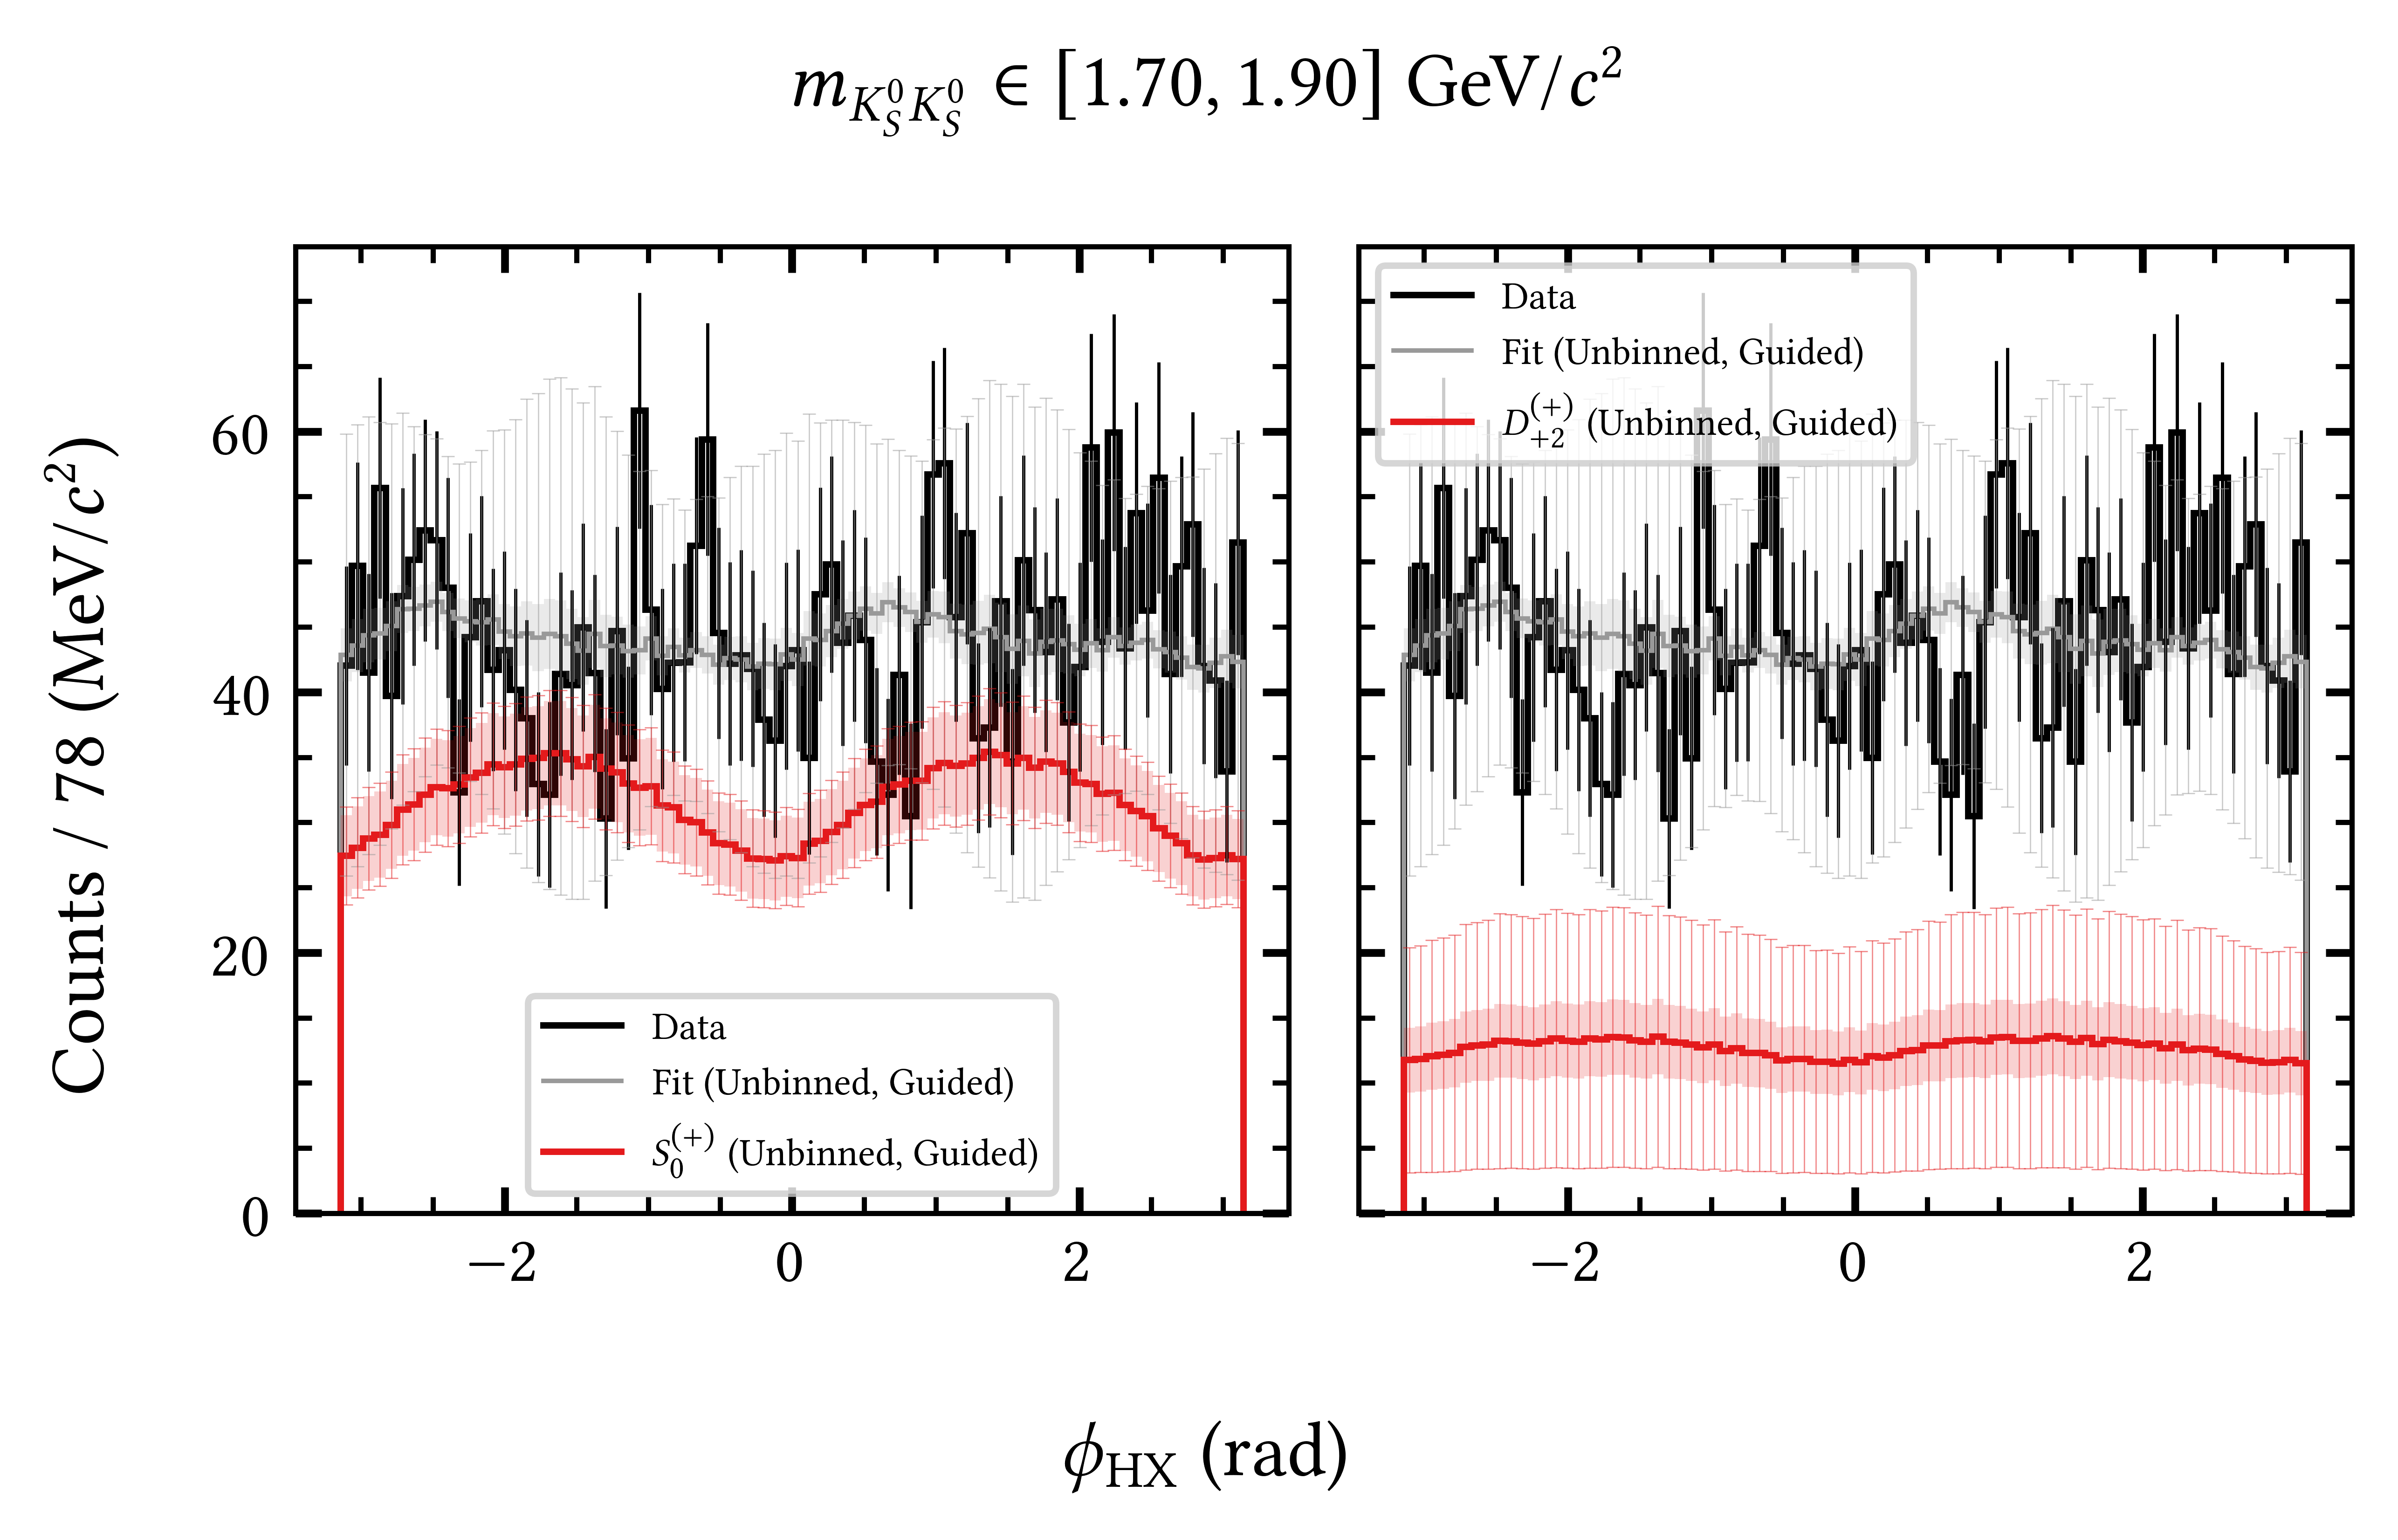 m_{K_S^0 K_S^0} ∈ [1.70, 1.90] GeV/c²
Counts / 78 (MeV/c²)
60
40
20
0
Data
Fit (Unbinned, Guided)
S_0^{(+)} (Unbinned, Guided)
−2
0
2
Data
Fit (Unbinned, Guided)
D_{+2}^{(+)} (Unbinned, Guided)
−2
0
2
ϕ_{HX} (rad)